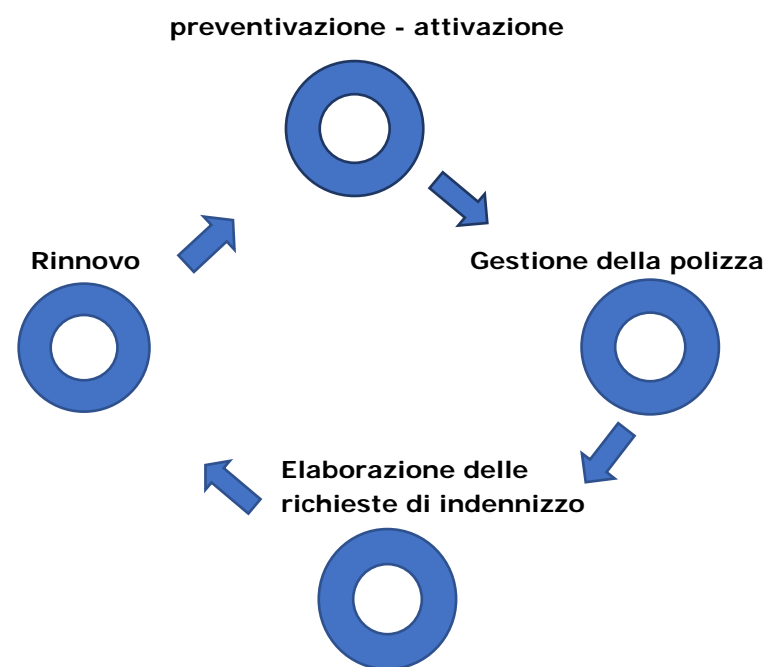 preventivazione - attivazione
Rinnovo
Gestione della polizza
Elaborazione delle
richieste di indennizzo